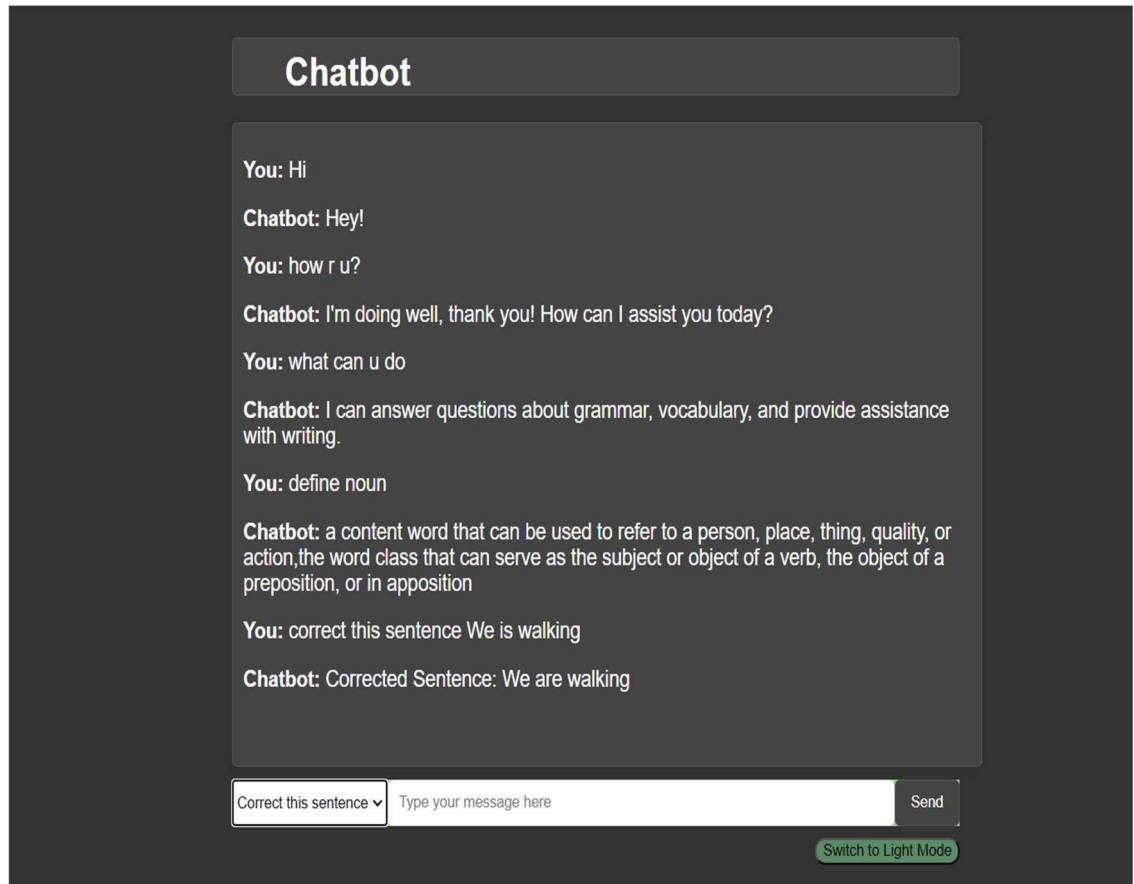 Chatbot
You: Hi
Chatbot: Hey!
You: how r u?
Chatbot: I'm doing well, thank you! How can I assist you today?
You: what can u do
Chatbot: I can answer questions about grammar, vocabulary, and provide assistance
with writing.
You: define noun
Chatbot: a content word that can be used to refer to a person, place, thing, quality, or
action,the word class that can serve as the subject or object of a verb, the object of a
preposition, or in apposition
You: correct this sentence We is walking
Chatbot: Corrected Sentence: We are walking
Correct this sentence Type your message here Send
Switch to Light Mode